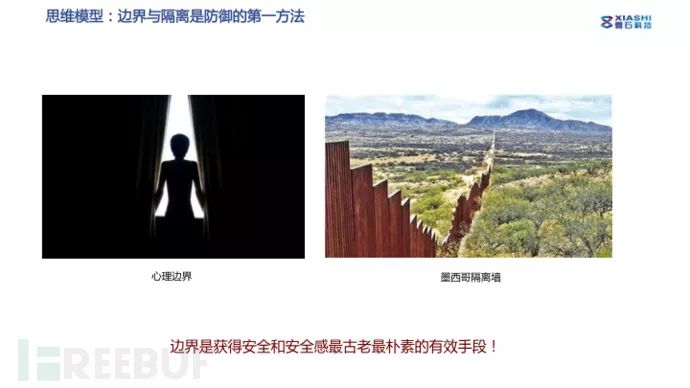 思维模型：边界与隔离是防御的第一方法
XIASHI
霞石科技
心理边界
墨西哥隔离墙
边界是获得安全和安全感最古老最朴素的有效手段！
FREEBUF